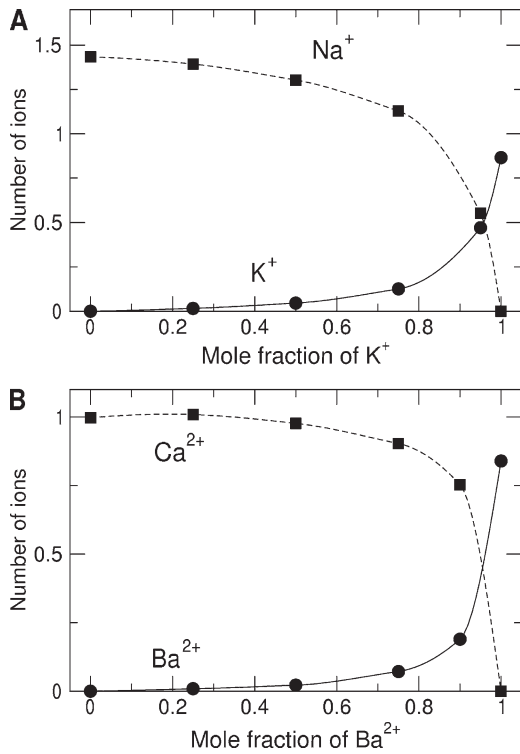 A
1.5
Na⁺
1
Number of ions
0.5
K⁺
0
0 0.2 0.4 0.6 0.8 1
Mole fraction of K⁺
B
1
Ca²⁺
Number of ions
0.5
Ba²⁺
0
0 0.2 0.4 0.6 0.8 1
Mole fraction of Ba²⁺